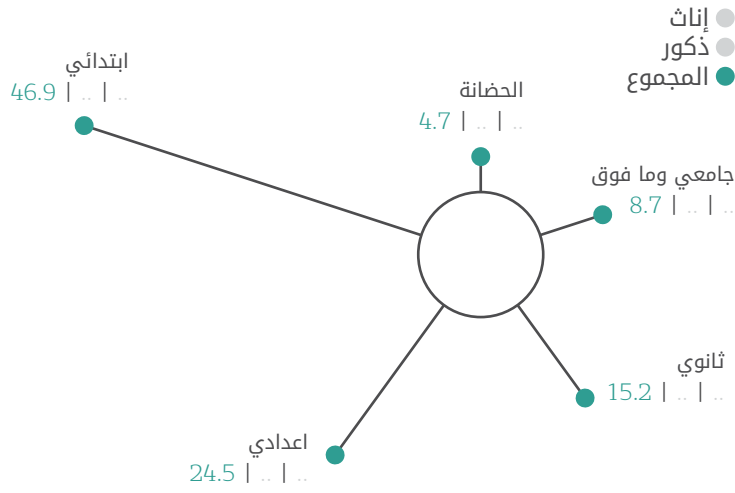 إناث
ذكور
المجموع
ابتدائي
46.9 | .. | ..
الحضانة
4.7 | .. | ..
جامعي وما فوق
8.7 | .. | ..
ثانوي
15.2 | .. | ..
اعدادي
24.5 | .. | ..